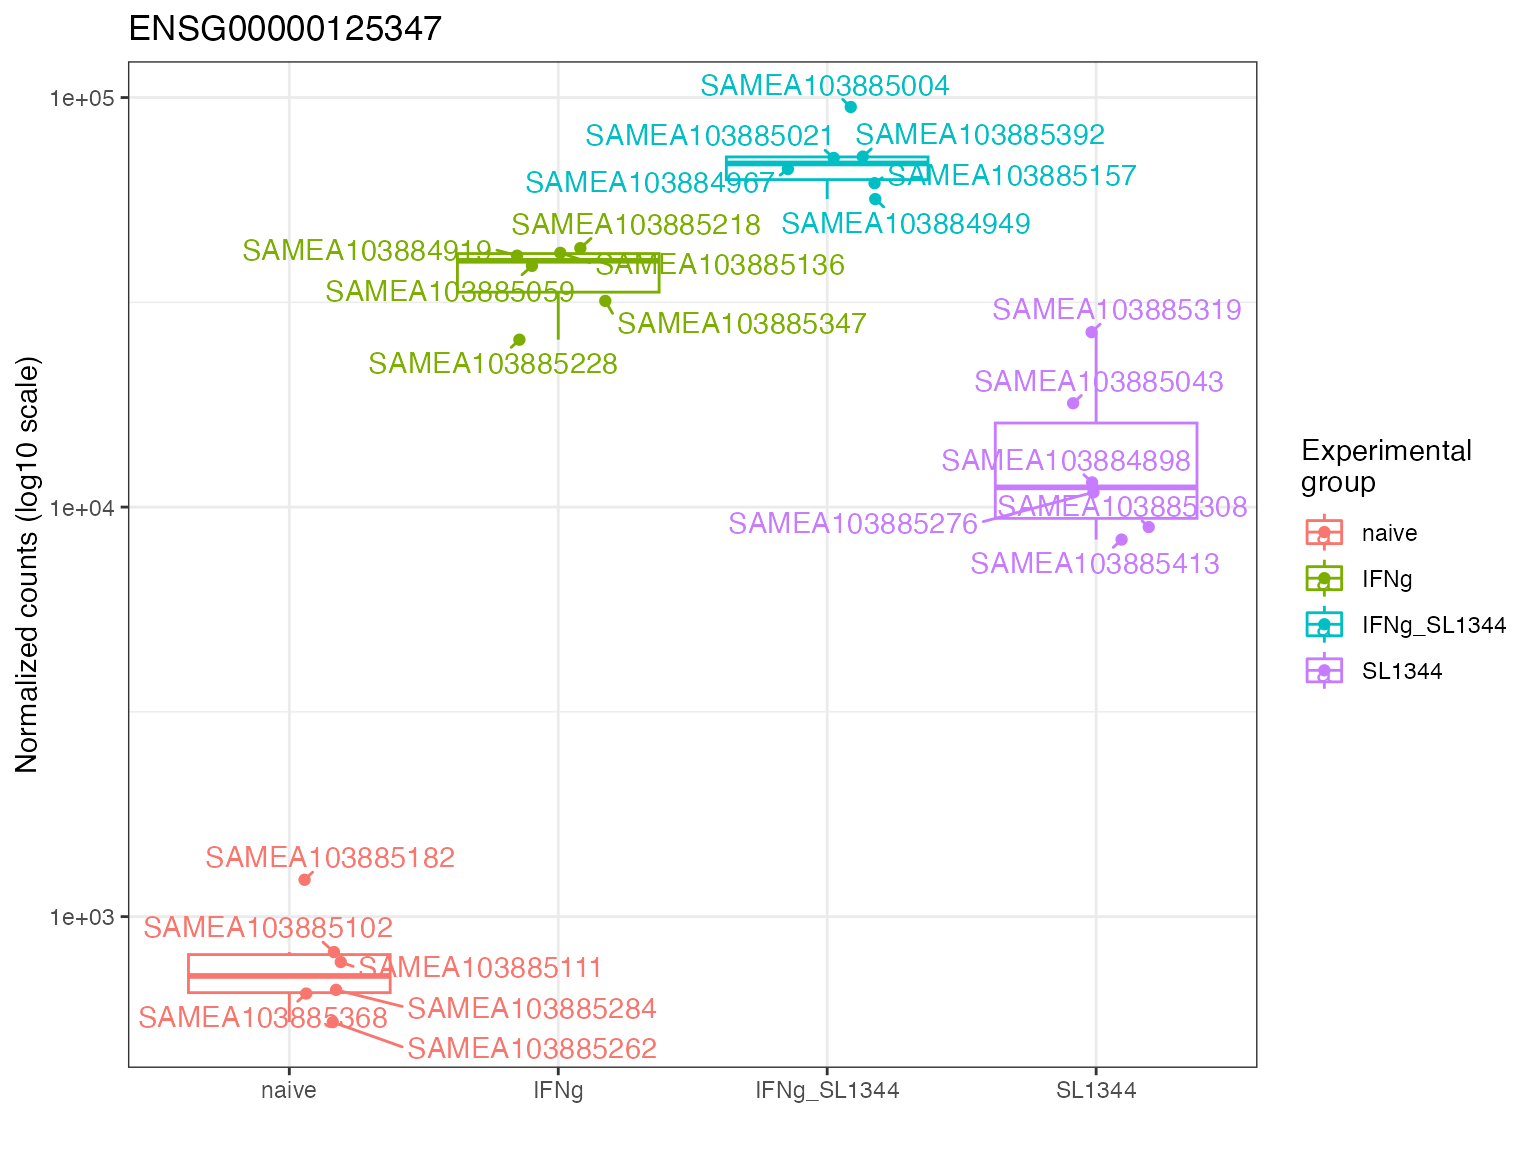 ENSG00000125347
Normalized counts (log10 scale)
1e+05
1e+04
1e+03
SAMEA103885004
SAMEA103885021
SAMEA103885392
SAMEA103884967
SAMEA103885157
SAMEA103884949
SAMEA103885218
SAMEA103884919
SAMEA103885136
SAMEA103885059
SAMEA103885347
SAMEA103885228
SAMEA103885319
SAMEA103885043
SAMEA103884898
SAMEA103885308
SAMEA103885276
SAMEA103885413
SAMEA103885182
SAMEA103885102
SAMEA103885111
SAMEA103885284
SAMEA103885368
SAMEA103885262
naive
IFNg
IFNg_SL1344
SL1344
Experimental
group
naive
IFNg
IFNg_SL1344
SL1344